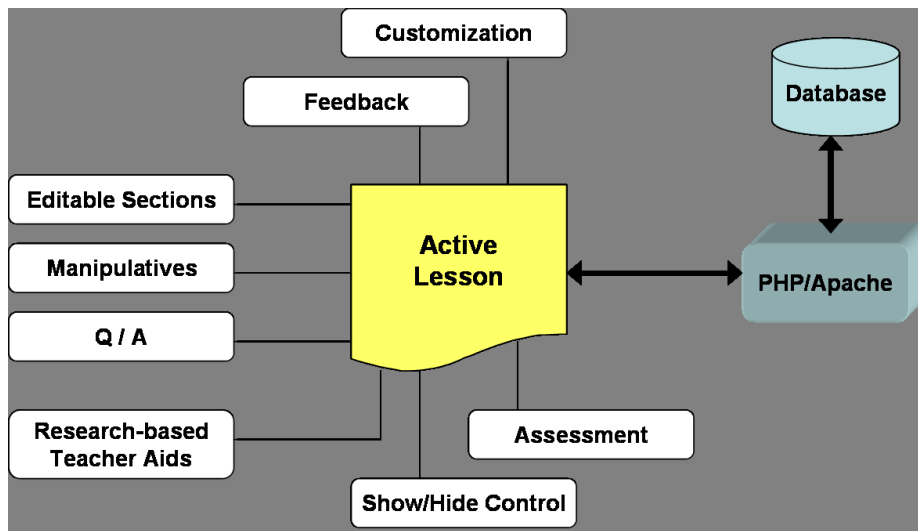 Customization
Feedback
Database
Editable Sections
Active
Lesson
Manipulatives
PHP/Apache
Q / A
Research-based
Teacher Aids
Assessment
Show/Hide Control